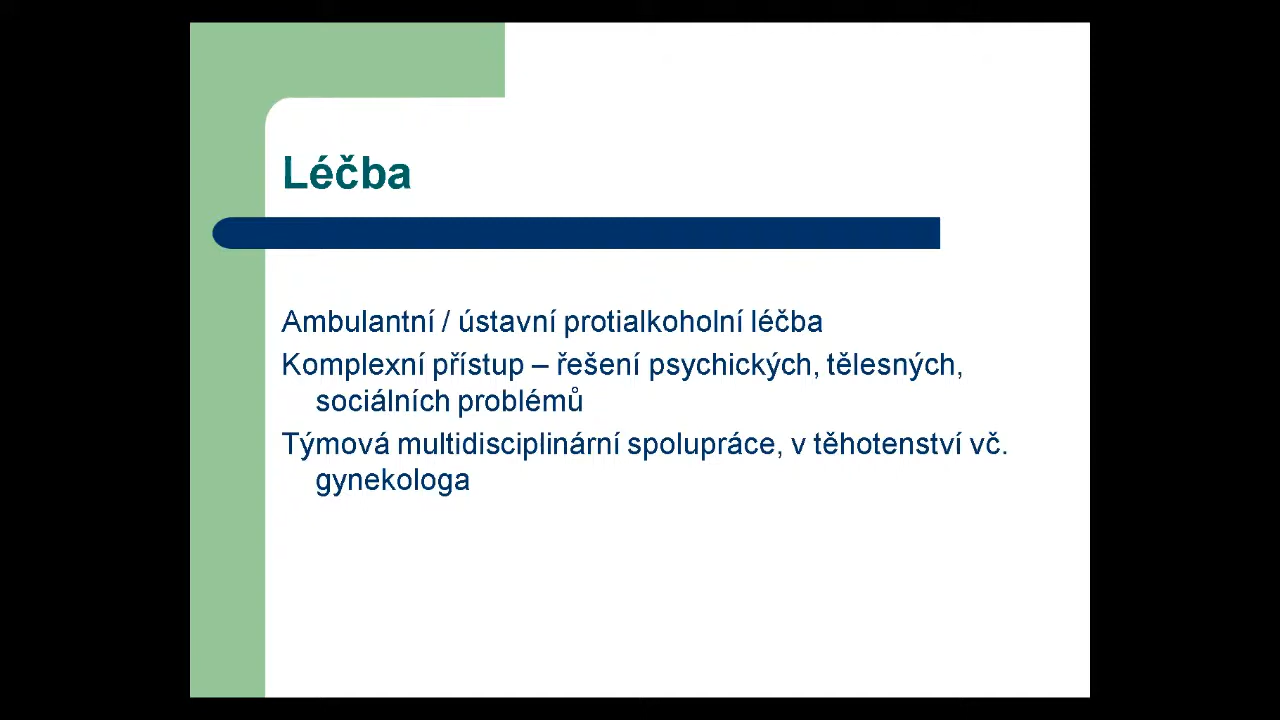 Léčba
Ambulantní / ústavní protialkoholní léčba
Komplexní přístup – řešení psychických, tělesných,
sociálních problémů
Týmová multidisciplinární spolupráce, v těhotenství vč.
gynekologa